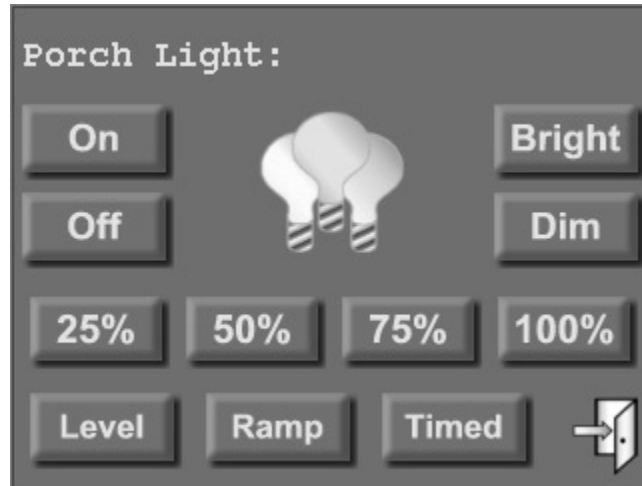 Porch Light:
On
Bright
Off
Dim
25% 50% 75% 100%
Level Ramp Timed